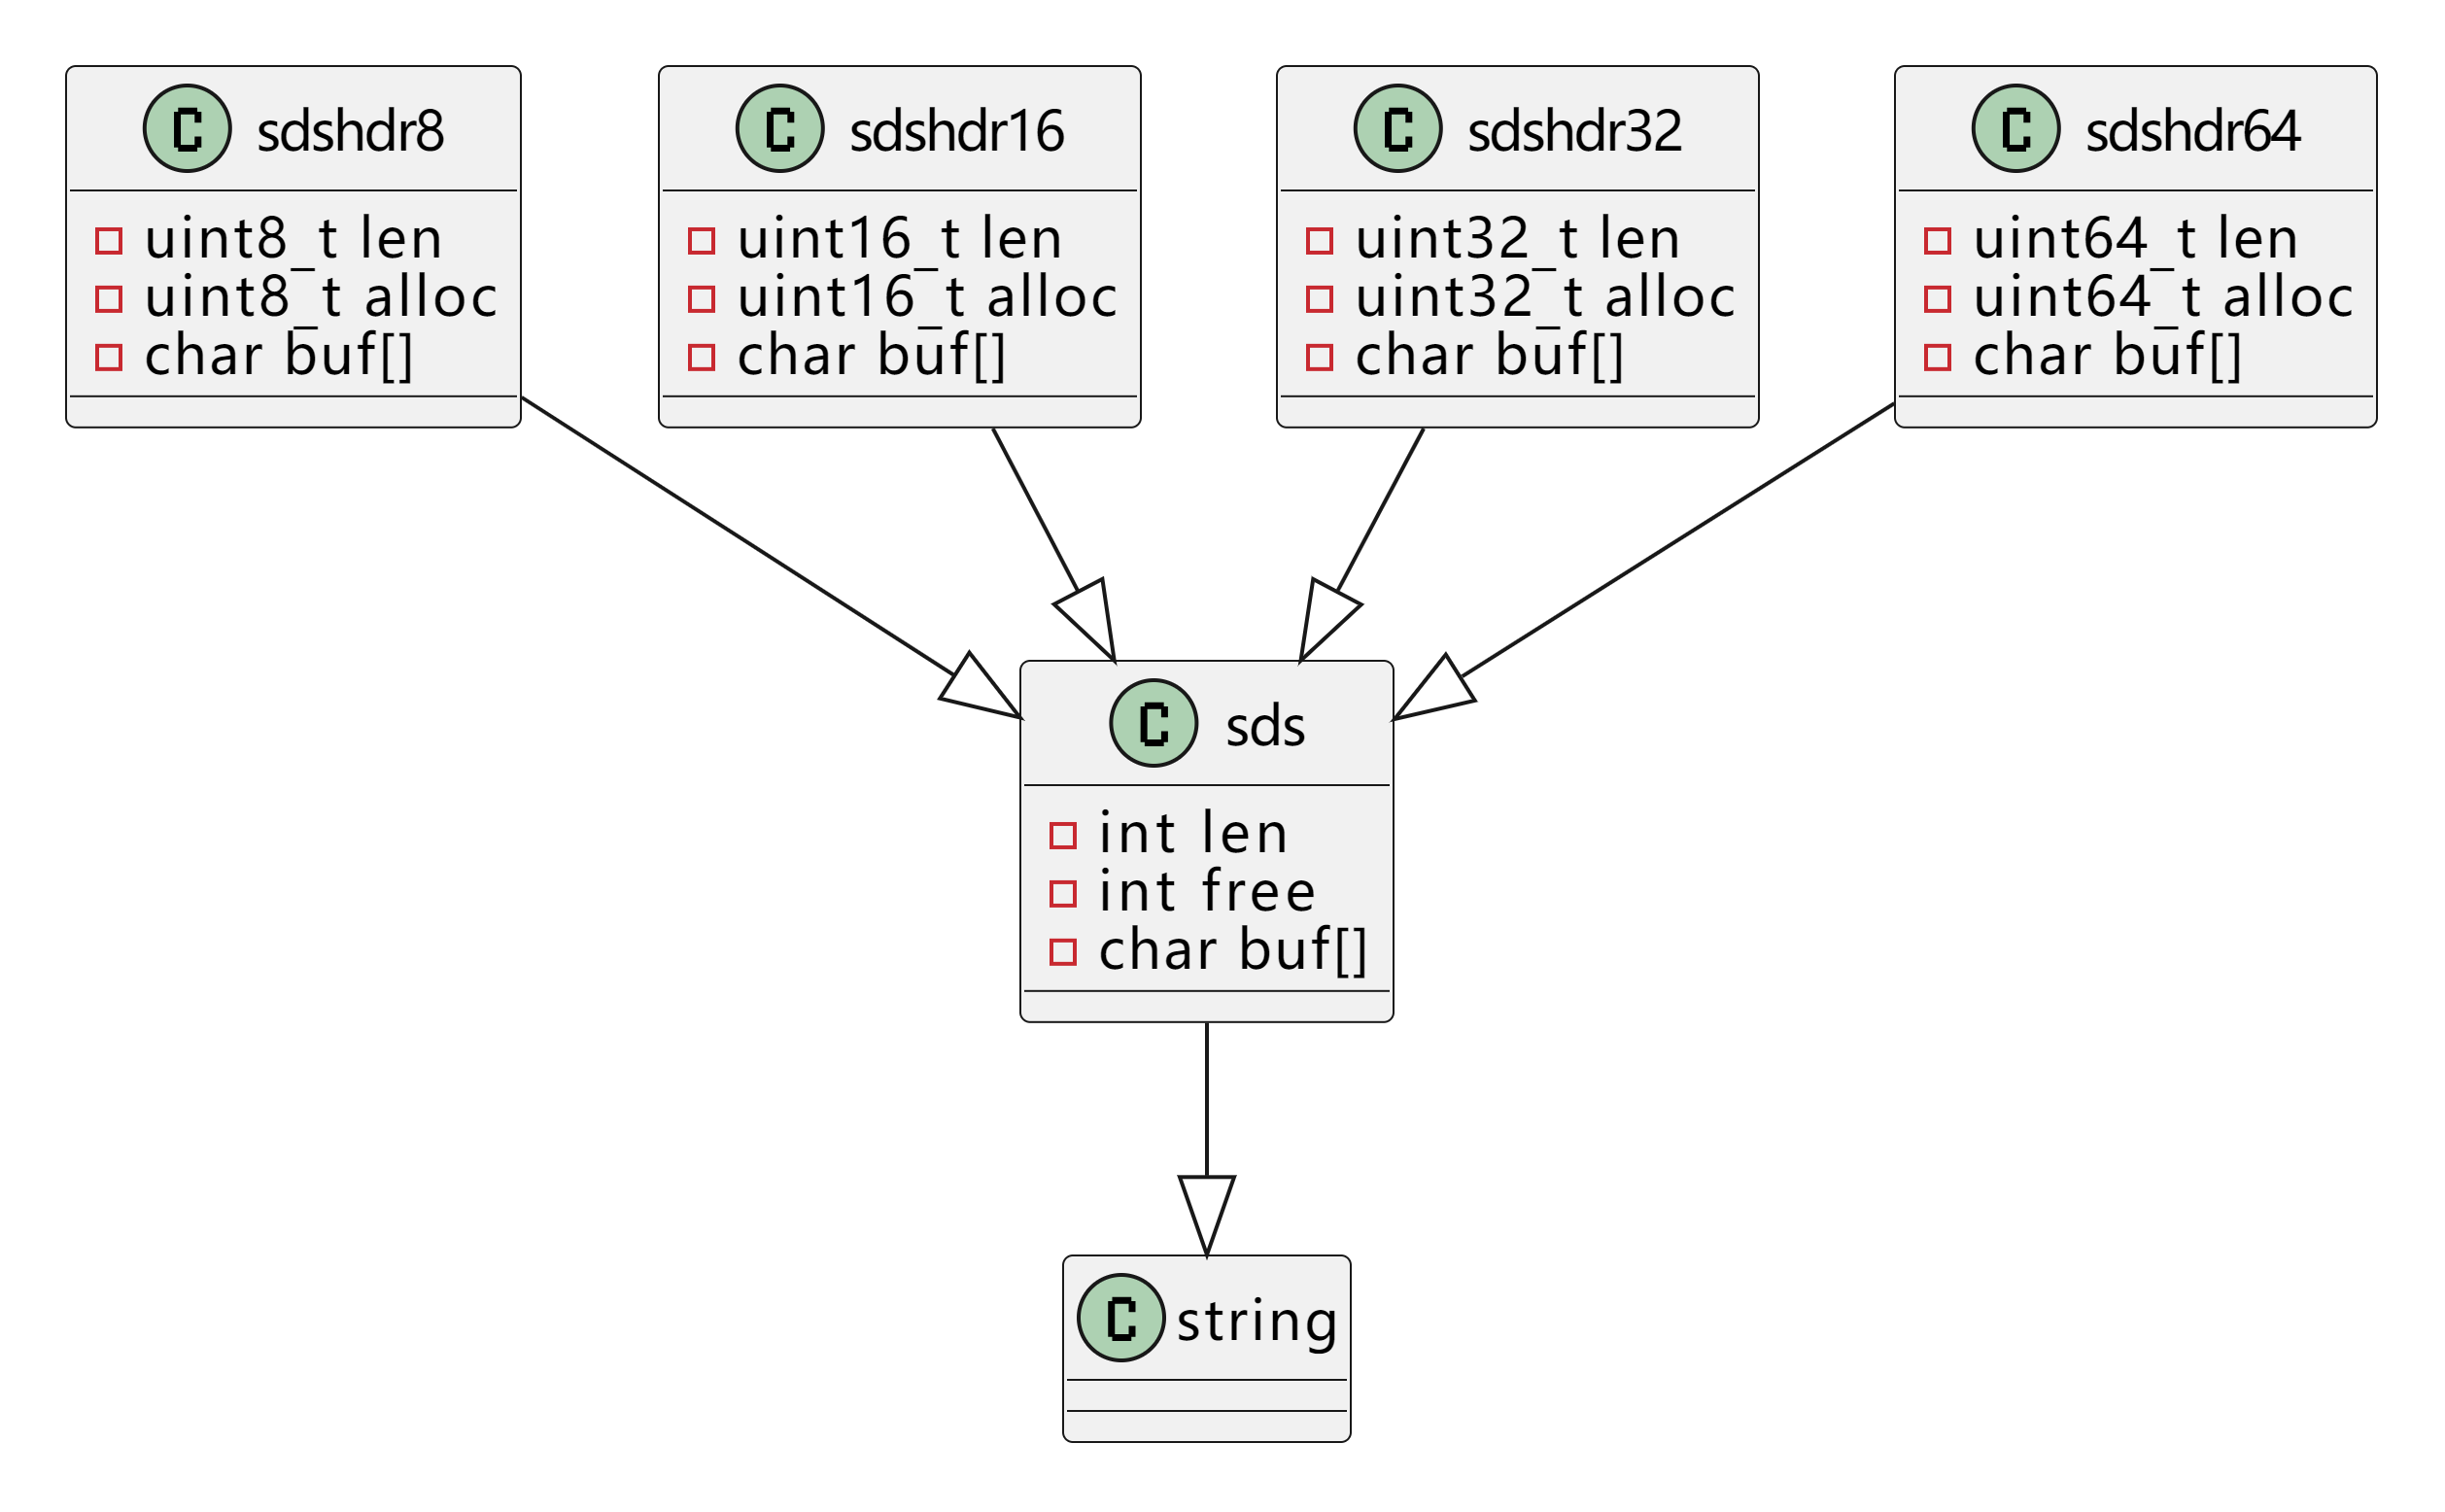 C sdshdr8
uint8_t len
uint8_t alloc
char buf[]
C sdshdr16
uint16_t len
uint16_t alloc
char buf[]
C sdshdr32
uint32_t len
uint32_t alloc
char buf[]
C sdshdr64
uint64_t len
uint64_t alloc
char buf[]
C sds
int len
int free
char buf[]
C string